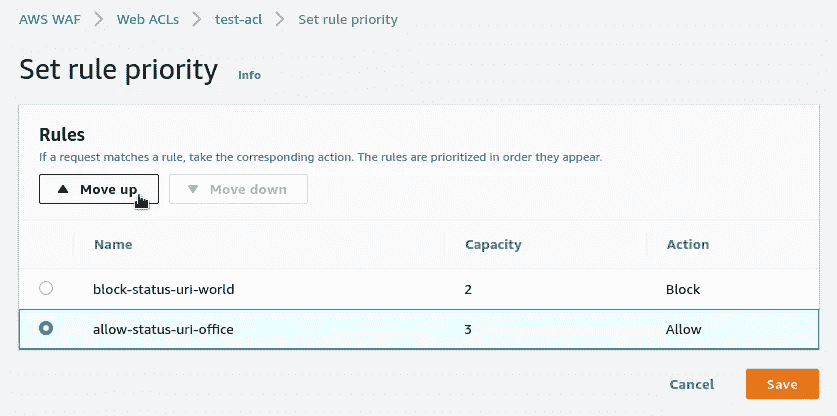 AWS WAF > Web ACLs > test-acl > Set rule priority
Set rule priority Info
Rules
If a request matches a rule, take the corresponding action. The rules are prioritized in order they appear.
▲ Move up ▼ Move down
Name Capacity Action
block-status-uri-world 2 Block
allow-status-uri-office 3 Allow
Cancel Save